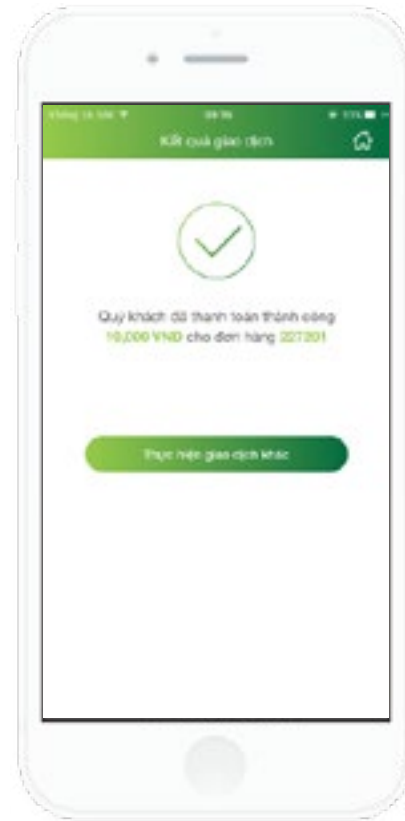 Kết quả giao dịch
Quý khách đã thanh toán thành công
10,000 VND cho đơn hàng 227201
Thực hiện giao dịch khác